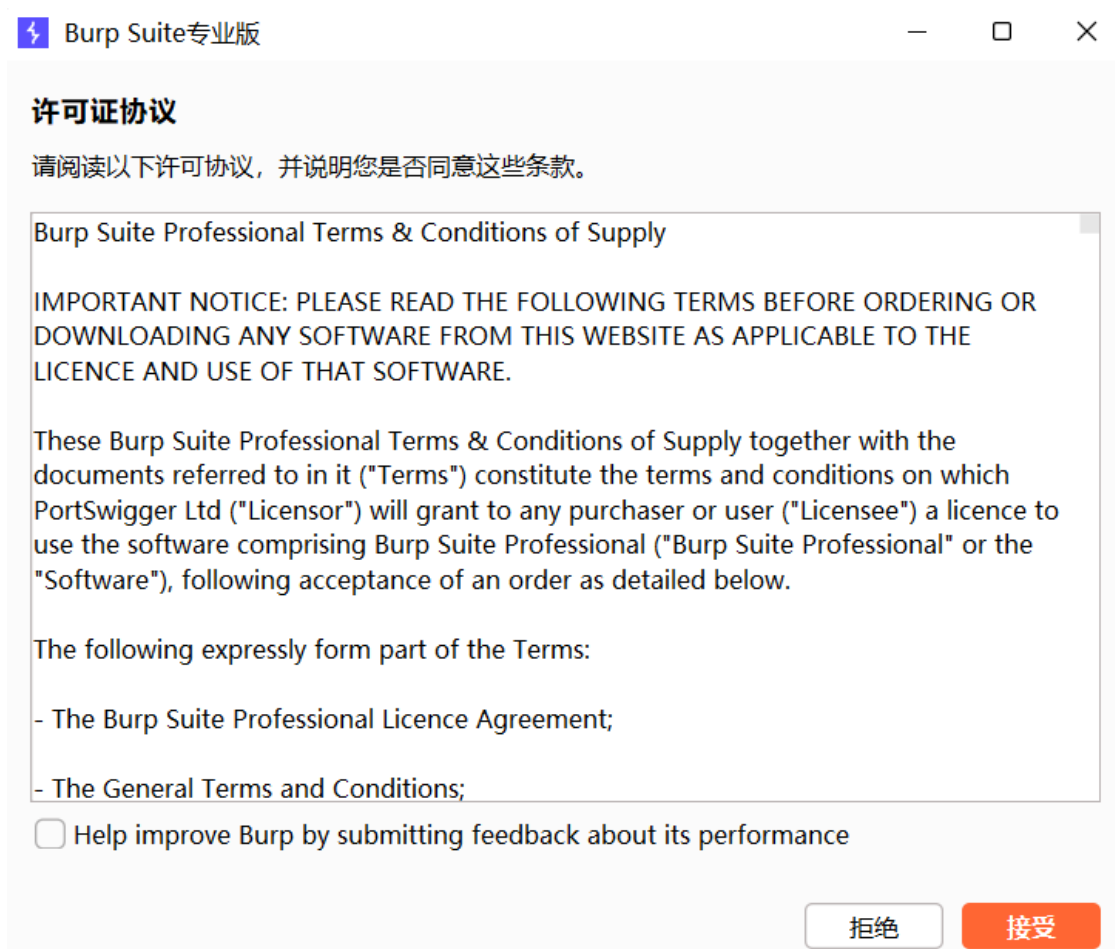 Burp Suite专业版
许可证协议
请阅读以下许可协议，并说明您是否同意这些条款。
Burp Suite Professional Terms & Conditions of Supply
IMPORTANT NOTICE: PLEASE READ THE FOLLOWING TERMS BEFORE ORDERING OR
DOWNLOADING ANY SOFTWARE FROM THIS WEBSITE AS APPLICABLE TO THE
LICENCE AND USE OF THAT SOFTWARE.
These Burp Suite Professional Terms & Conditions of Supply together with the
documents referred to in it ("Terms") constitute the terms and conditions on which
PortSwigger Ltd ("Licensor") will grant to any purchaser or user ("Licensee") a licence to
use the software comprising Burp Suite Professional ("Burp Suite Professional" or the
"Software"), following acceptance of an order as detailed below.
The following expressly form part of the Terms:
- The Burp Suite Professional Licence Agreement;
- The General Terms and Conditions;
Help improve Burp by submitting feedback about its performance
拒绝
接受